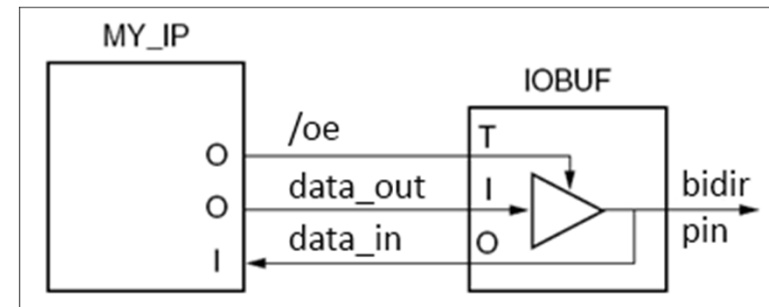 MY_IP
IOBUF
/oe
O
T
data_out
O
I
bidir
pin
data_in
I
O